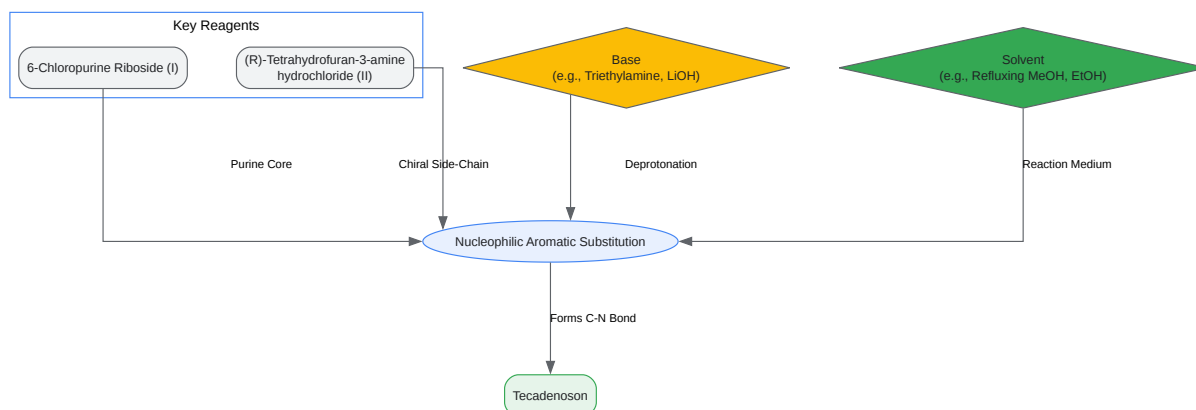 Key Reagents
6-Chloropurine Riboside (I)
(R)-Tetrahydrofuran-3-amine
hydrochloride (II)
Base
(e.g., Triethylamine, LiOH)
Solvent
(e.g., Refluxing MeOH, EtOH)
Purine Core
Chiral Side-Chain
Deprotonation
Reaction Medium
Nucleophilic Aromatic Substitution
Forms C-N Bond
Tecadenoson